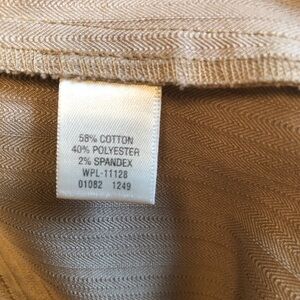 58% COTTON
40% POLYESTER
2% SPANDEX
WPL-11128
01082 1249